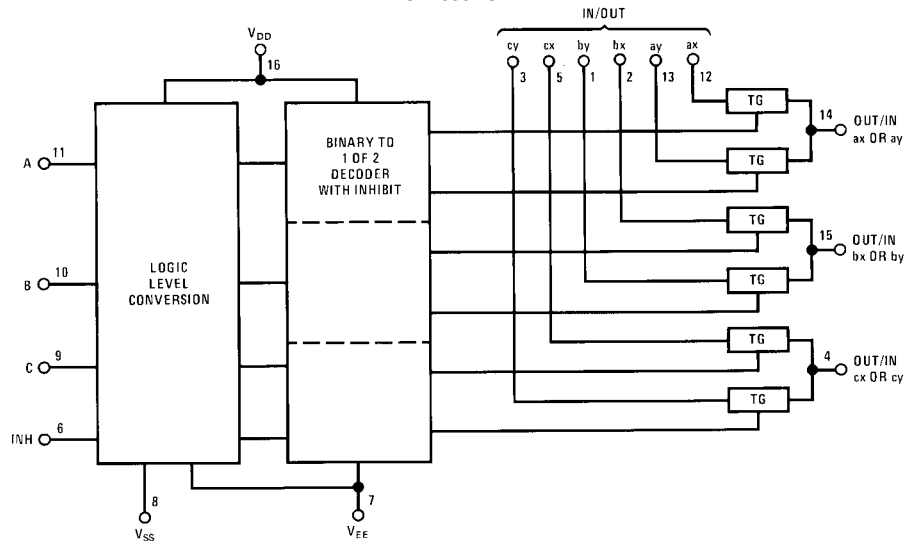 IN/OUT
VDD
cy cx by bx ay ax
16
3 5 1 2 13 12
TG
14
OUT/IN
ax OR ay
A 11
BINARY TO
1 OF 2
DECODER
WITH INHIBIT
TG
TG
15
OUT/IN
bx OR by
B 10
LOGIC
LEVEL
CONVERSION
TG
TG
4
OUT/IN
cx OR cy
C 9
TG
INH 6
8
7
VSS
VEE